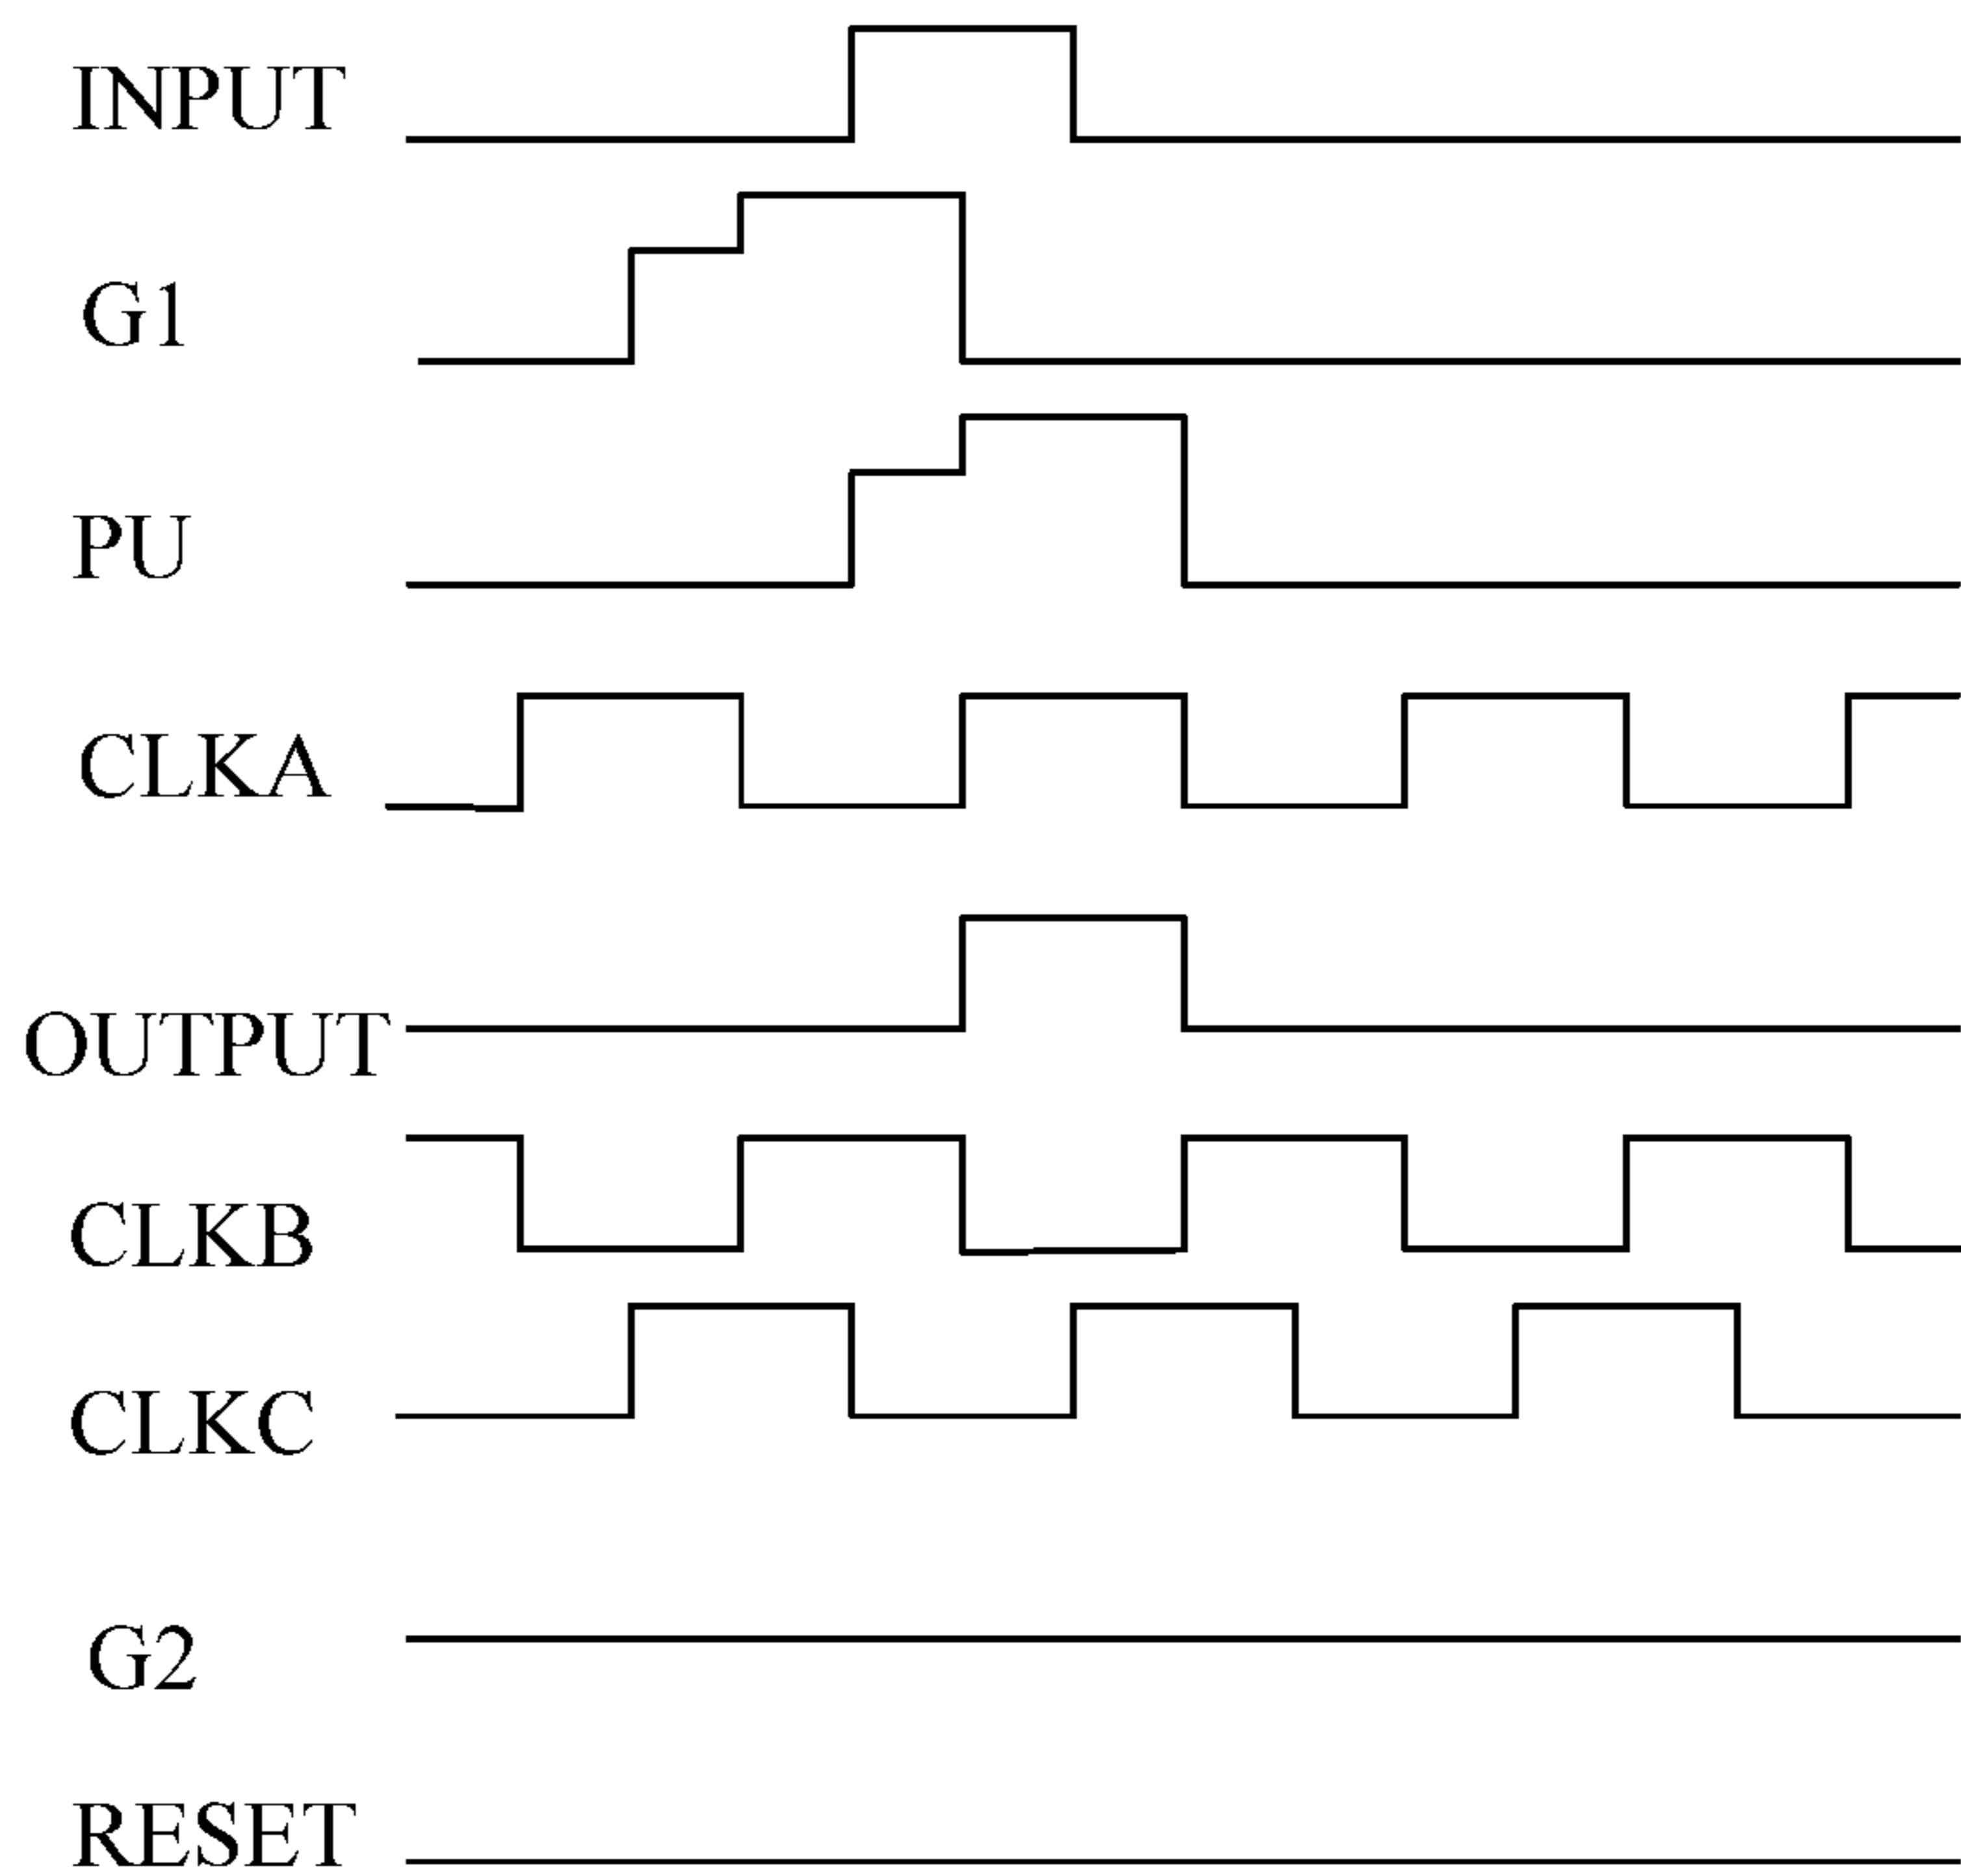 INPUT
G1
PU
CLKA
OUTPUT
CLKB
CLKC
G2
RESET